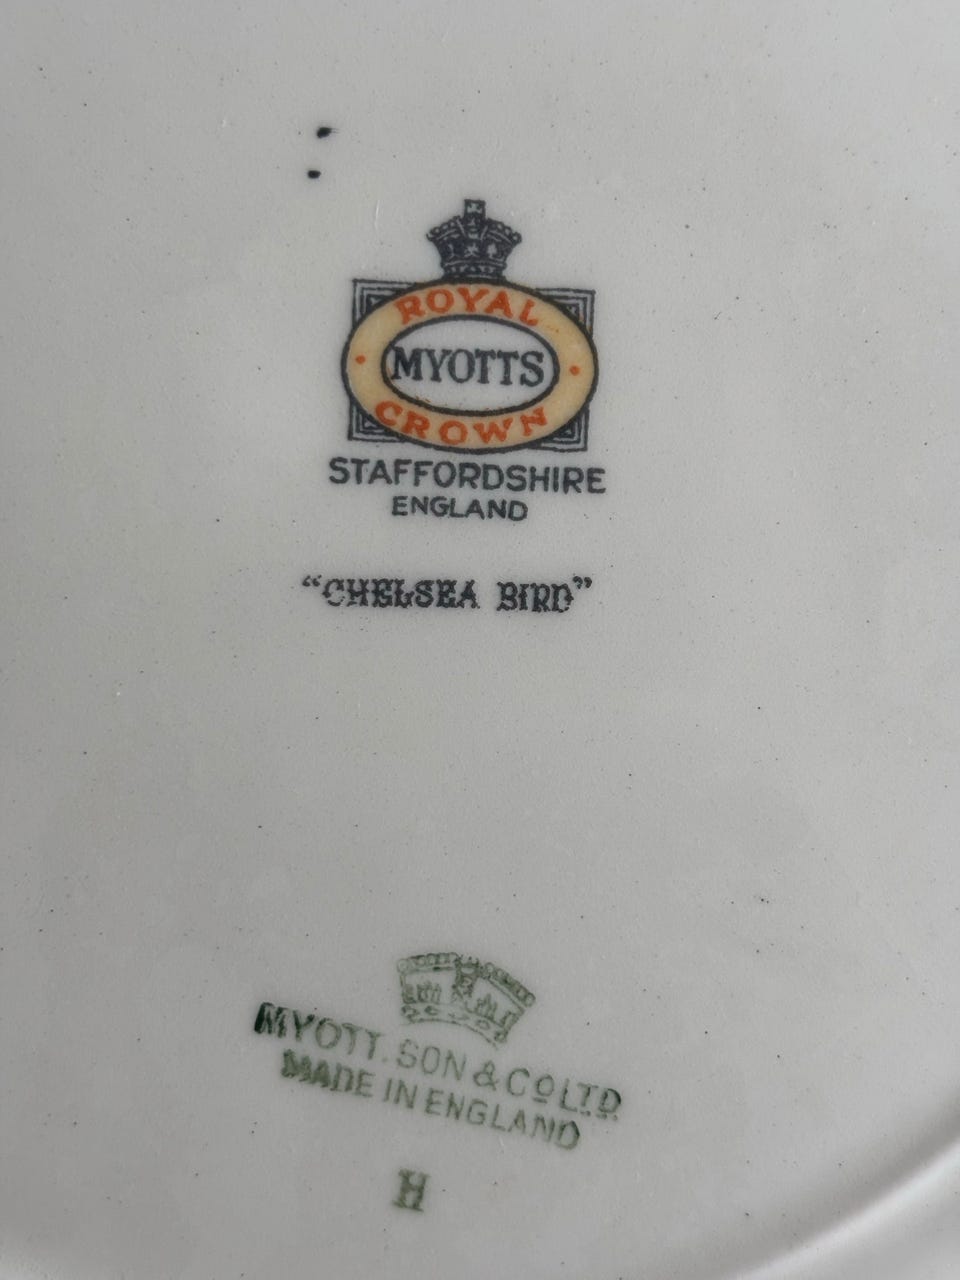 ROYAL
MYOTTS
CROWN
STAFFORDSHIRE
ENGLAND
“CHELSEA BIRD”
MYOTT. SON & Cº LTD
MADE IN ENGLAND
H